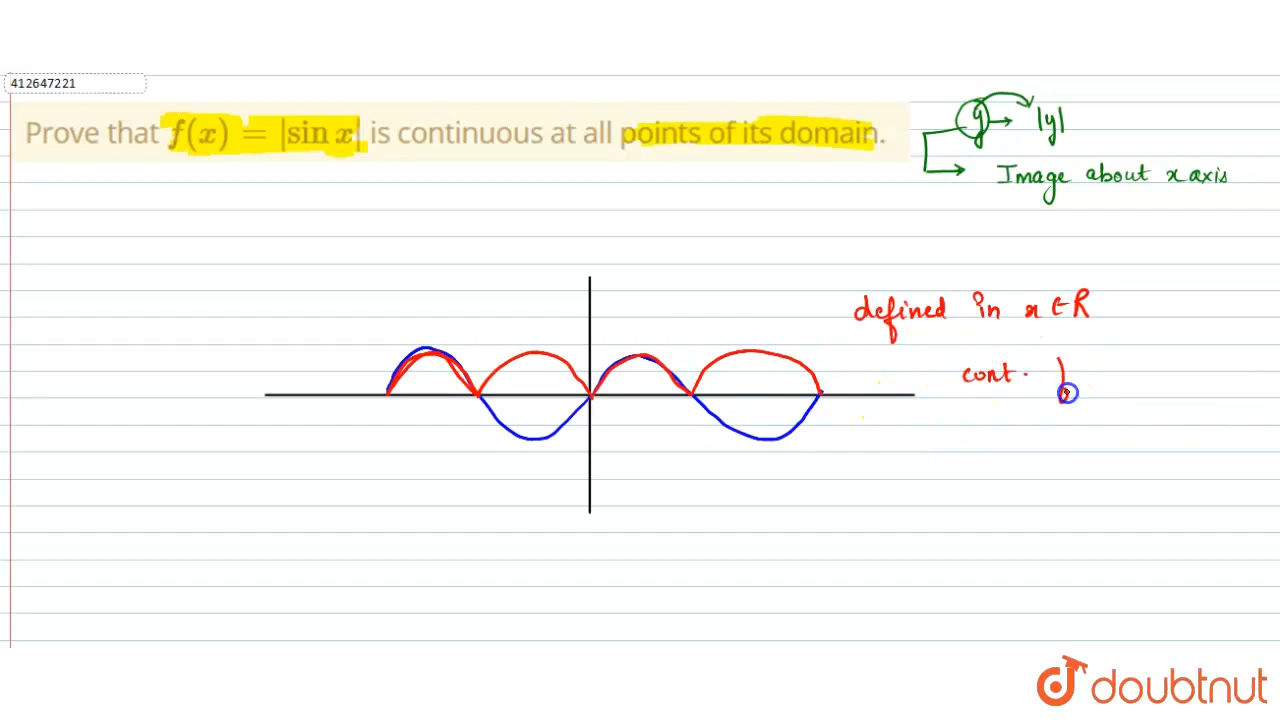 412647221
Prove that f(x) = |sin x| is continuous at all points of its domain.
y → |y|
→ Image about x axis
defined in x ∈ R
cont.
doubtnut